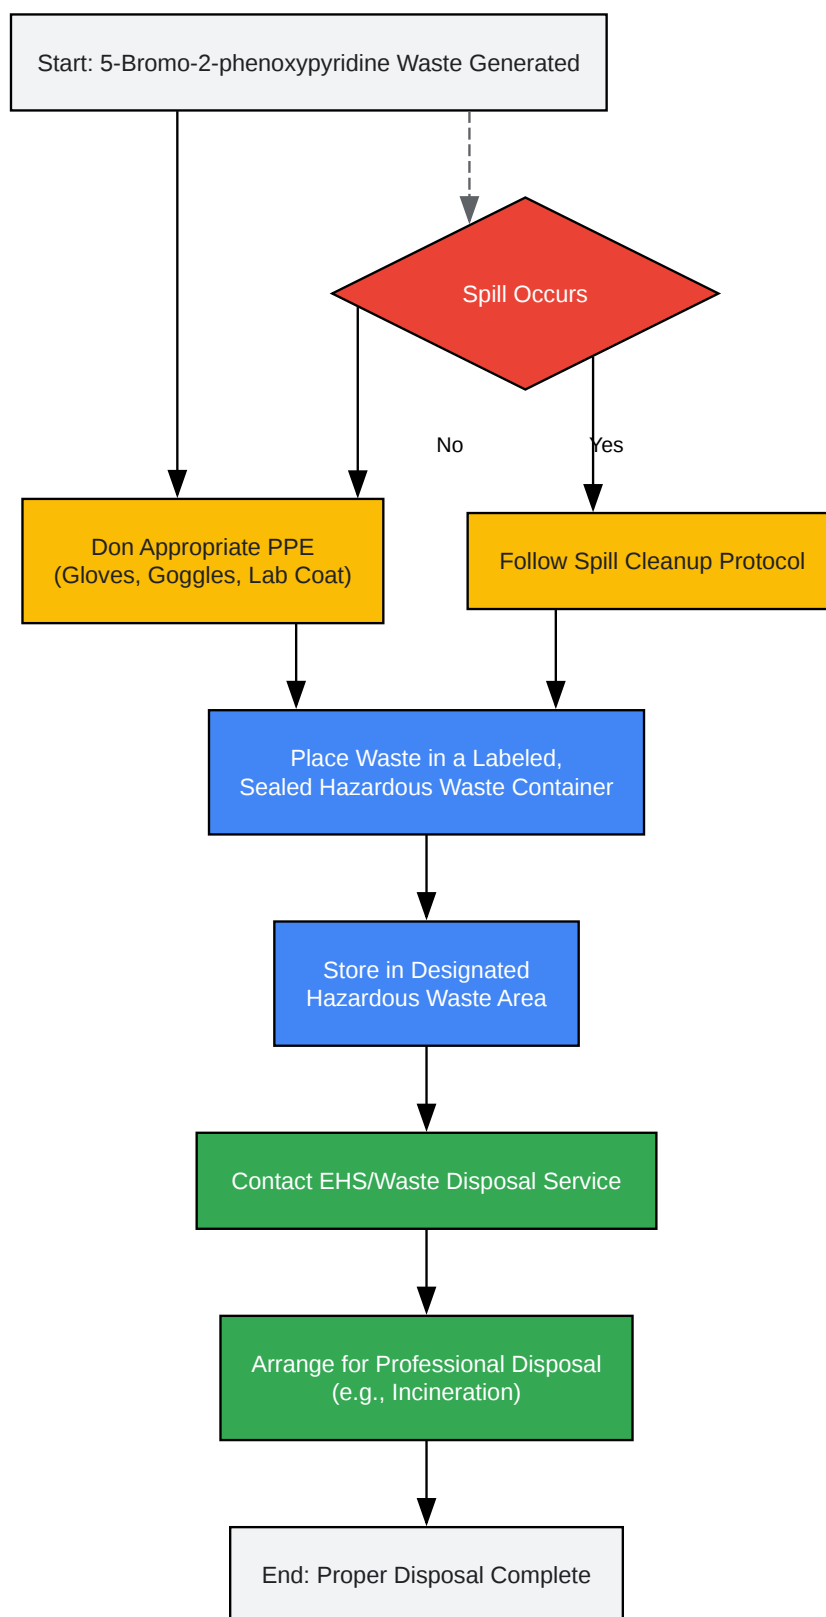 Start: 5-Bromo-2-phenoxypyridine Waste Generated
Spill Occurs
No
Yes
Don Appropriate PPE
(Gloves, Goggles, Lab Coat)
Follow Spill Cleanup Protocol
Place Waste in a Labeled,
Sealed Hazardous Waste Container
Store in Designated
Hazardous Waste Area
Contact EHS/Waste Disposal Service
Arrange for Professional Disposal
(e.g., Incineration)
End: Proper Disposal Complete